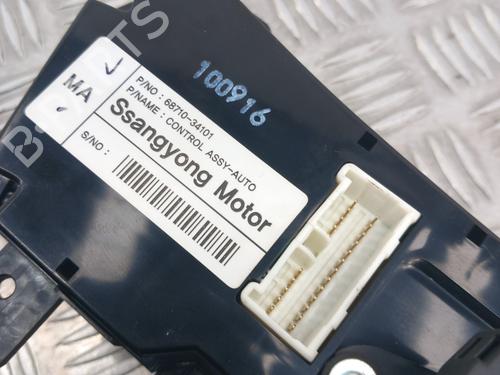 MA
P/NO : 68710-34101
P/NAME : CONTROL ASSY-AUTO
Ssangyong Motor
S/NO :
100916